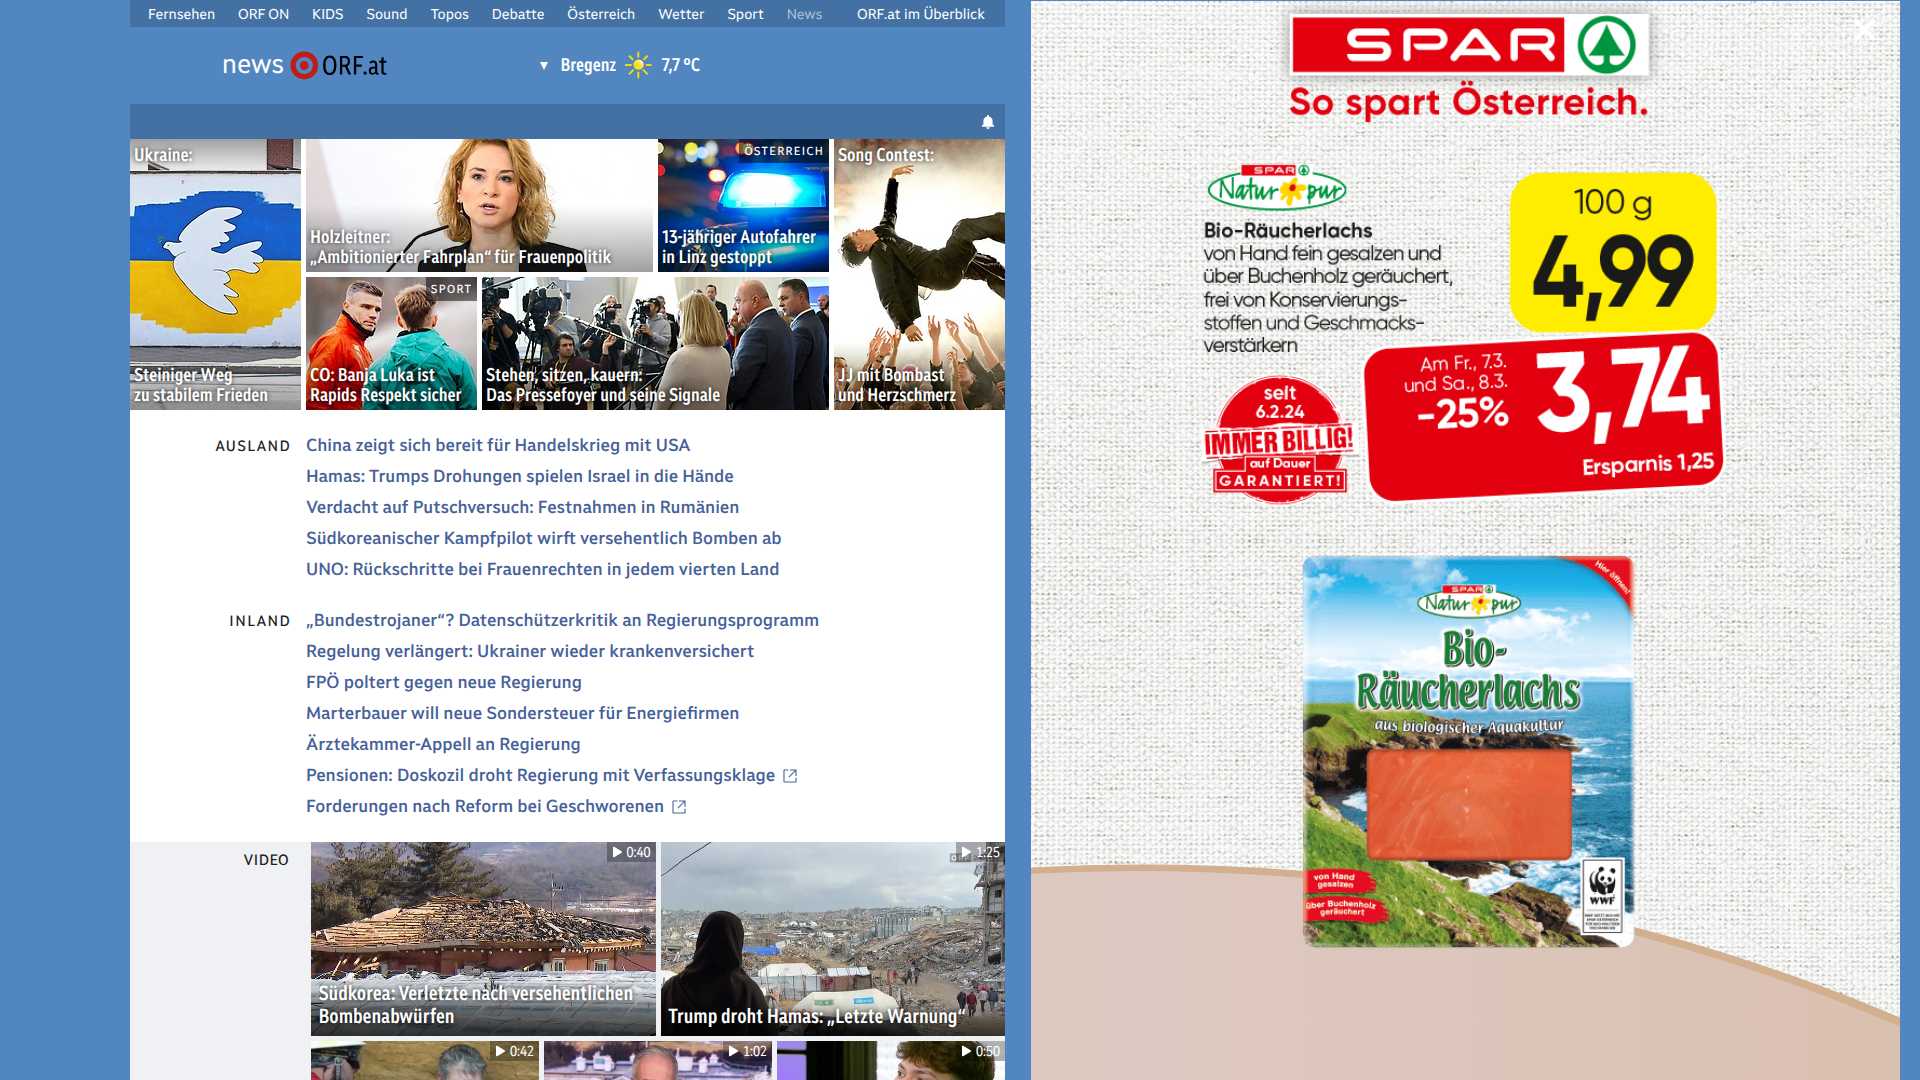 Fernsehen ORF ON KIDS Sound Topos Debatte Österreich Wetter Sport News ORF.at im Überblick
news ORF.at
Bregenz 7,7 °C
Ukraine:
Steiniger Weg
zu stabilem Frieden
Holzleitner:
„Ambitionierter Fahrplan“ für Frauenpolitik
ÖSTERREICH
13-jähriger Autofahrer
in Linz gestoppt
Song Contest:
JJ mit Bombast
und Herzschmerz
SPORT
CO: Banja Luka ist
Rapids Respekt sicher
Stehen, sitzen, kauern:
Das Pressefoyer und seine Signale
AUSLAND
China zeigt sich bereit für Handelskrieg mit USA
Hamas: Trumps Drohungen spielen Israel in die Hände
Verdacht auf Putschversuch: Festnahmen in Rumänien
Südkoreanischer Kampfpilot wirft versehentlich Bomben ab
UNO: Rückschritte bei Frauenrechten in jedem vierten Land
INLAND
„Bundestrojaner“? Datenschützerkritik an Regierungsprogramm
Regelung verlängert: Ukrainer wieder krankenversichert
FPÖ poltert gegen neue Regierung
Marterbauer will neue Sondersteuer für Energiefirmen
Ärztekammer-Appell an Regierung
Pensionen: Doskozil droht Regierung mit Verfassungsklage
Forderungen nach Reform bei Geschworenen
VIDEO
0:40
Südkorea: Verletzte nach versehentlichen
Bombenabwürfen
1:25
Trump droht Hamas: „Letzte Warnung“
0:42
1:02
0:50
SPAR
So spart Österreich.
SPAR
Natur pur
Bio-Räucherlachs
von Hand fein gesalzen und
über Buchenholz geräuchert,
frei von Konservierungs-
stoffen und Geschmacks-
verstärkern
100 g
4,99
Am Fr., 7.3.
und Sa., 8.3.
-25%
3,74
Ersparnis 1,25
seit
6.2.24
IMMER BILLIG!
auf Dauer
GARANTIERT!
Hier öffnen!
SPAR
Natur pur
Bio-
Räucherlachs
aus biologischer Aquakultur
von Hand
gesalzen
über Buchenholz
geräuchert
WWF